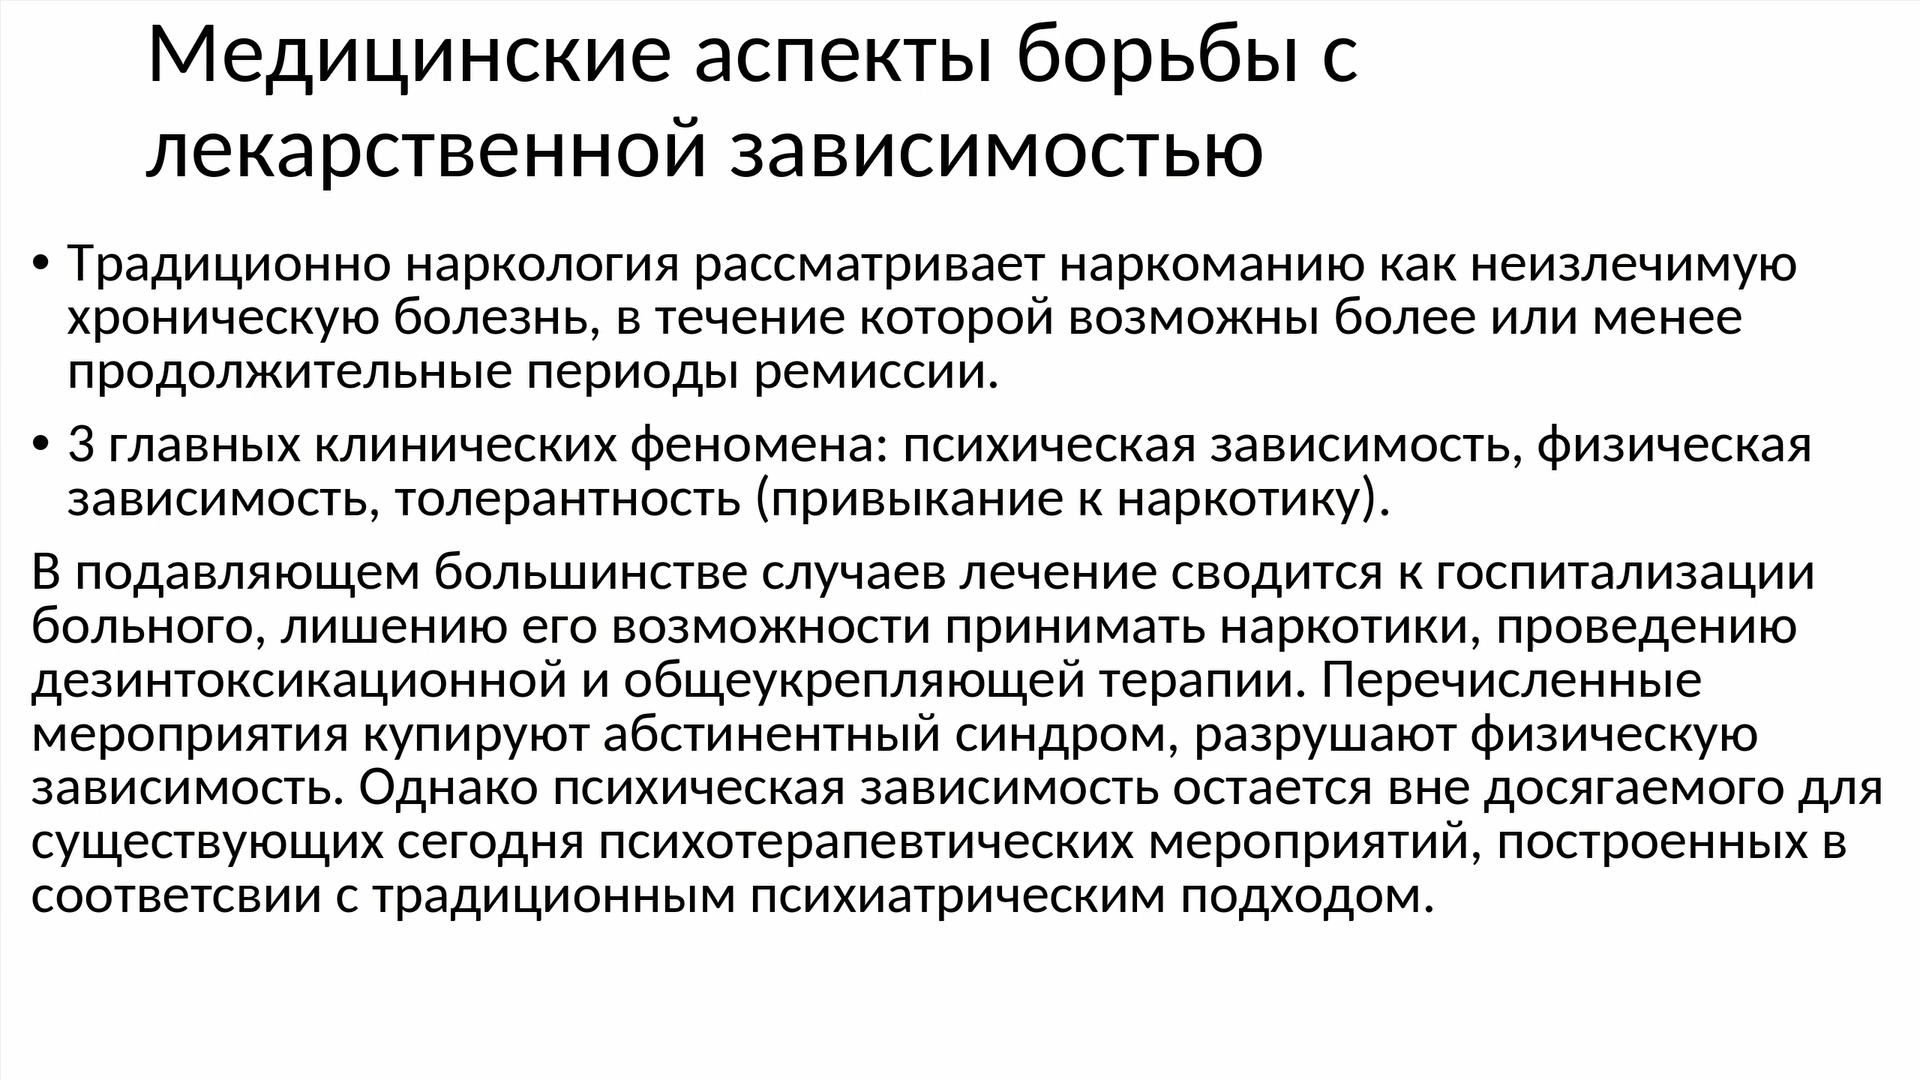 Медицинские аспекты борьбы с
лекарственной зависимостью
• Традиционно наркология рассматривает наркоманию как неизлечимую
хроническую болезнь, в течение которой возможны более или менее
продолжительные периоды ремиссии.
• 3 главных клинических феномена: психическая зависимость, физическая
зависимость, толерантность (привыкание к наркотику).
В подавляющем большинстве случаев лечение сводится к госпитализации
больного, лишению его возможности принимать наркотики, проведению
дезинтоксикационной и общеукрепляющей терапии. Перечисленные
мероприятия купируют абстинентный синдром, разрушают физическую
зависимость. Однако психическая зависимость остается вне досягаемого для
существующих сегодня психотерапевтических мероприятий, построенных в
соответсвии с традиционным психиатрическим подходом.